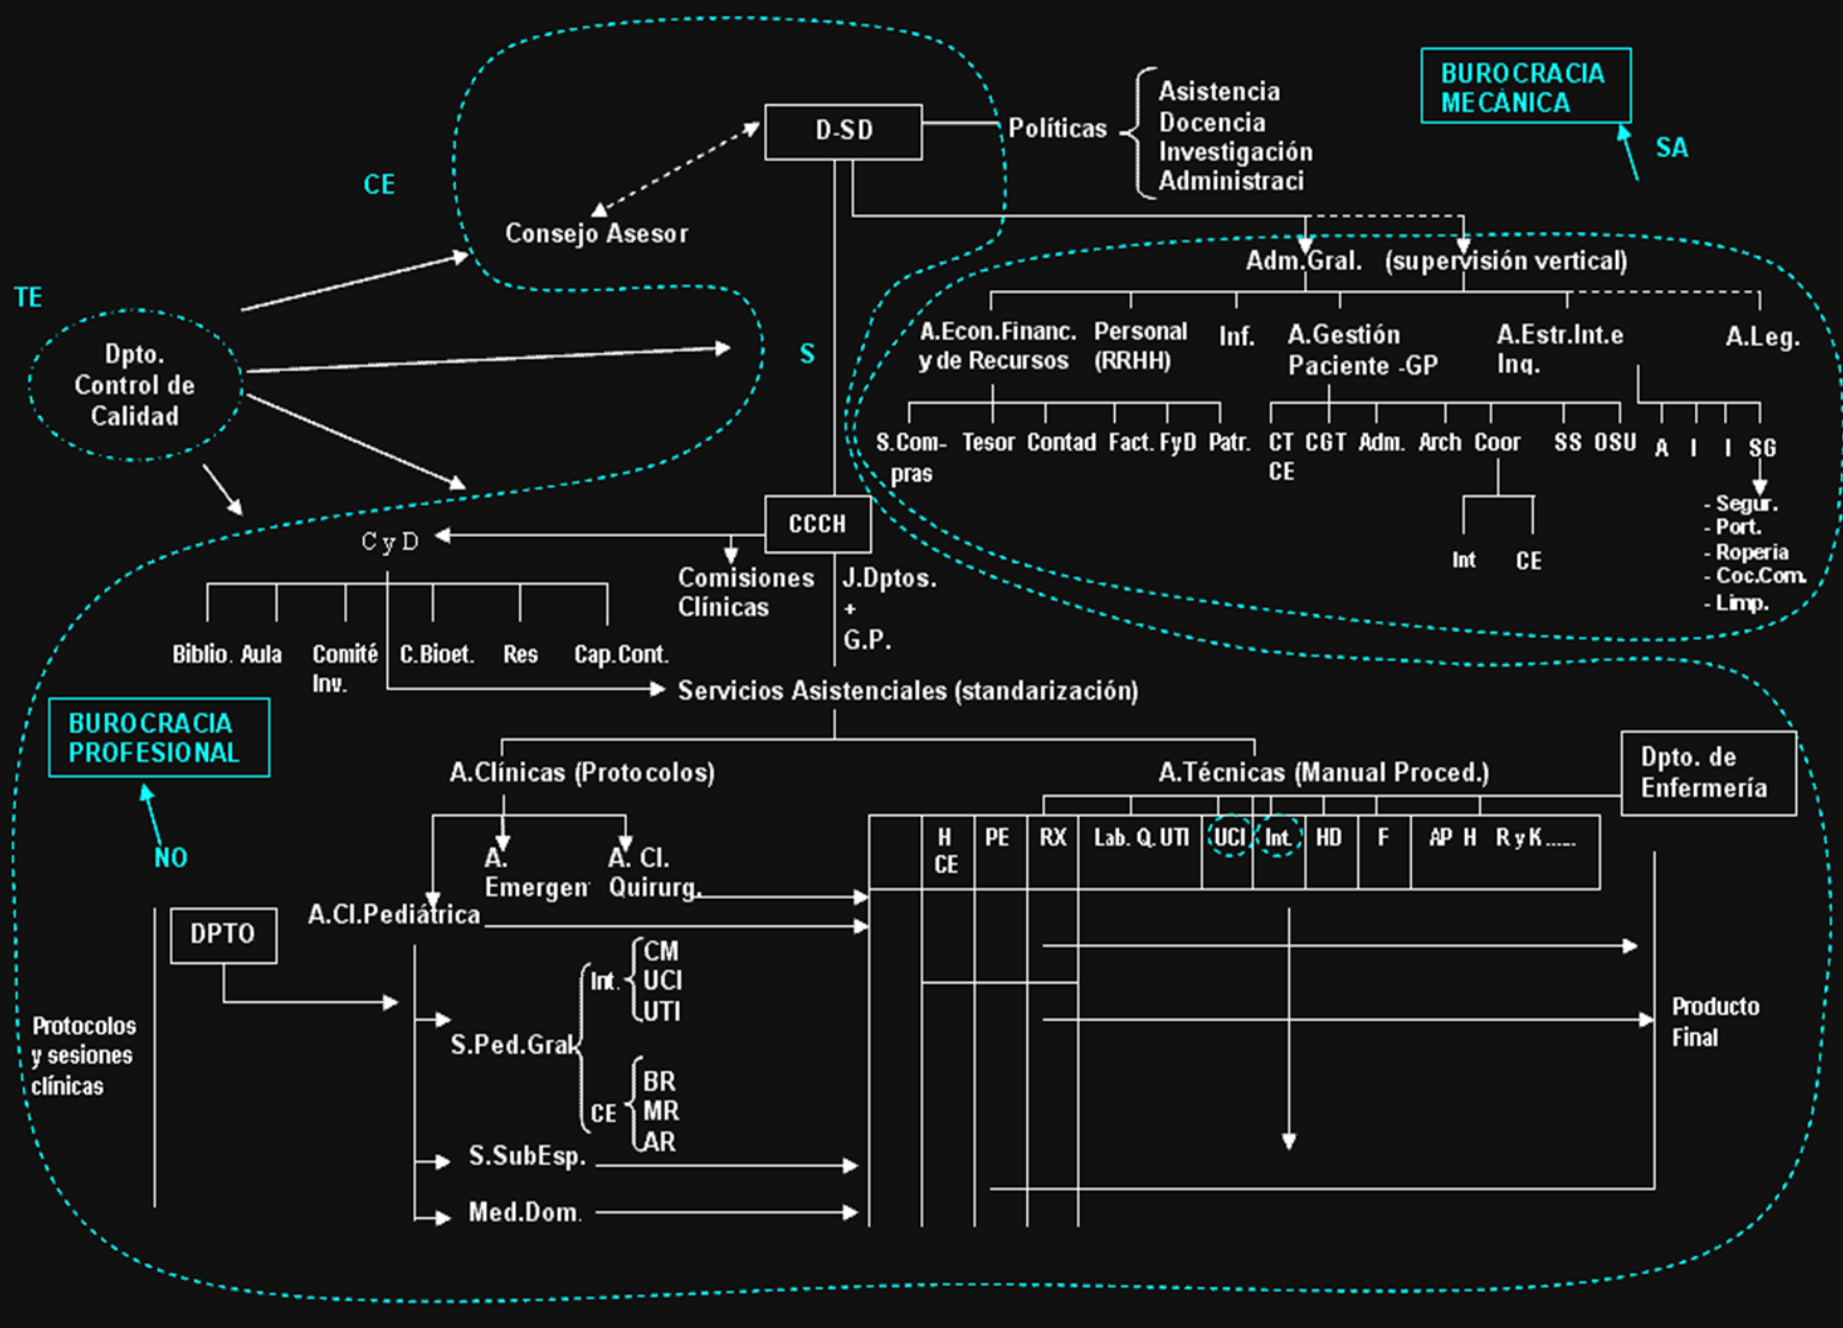 BUROCRACIA
MECÁNICA
SA
D-SD
Políticas
Asistencia
Docencia
Investigación
Administraci
CE
Consejo Asesor
TE
Dpto.
Control de
Calidad
S
Adm.Gral. (supervisión vertical)
A.Econ.Financ.
y de Recursos
Personal
(RRHH)
Inf.
A.Gestión
Paciente -GP
A.Estr.Int.e
Inq.
A.Leg.
S.Com-
pras
Tesor
Contad
Fact.
FyD
Patr.
CT
CE
CGT
Adm.
Arch
Coor
SS
OSU
A
I
I
SG
Int
CE
- Segur.
- Port.
- Roperia
- Coc.Com.
- Limp.
CCCH
C y D
Comisiones
Clínicas
J.Dptos.
+
G.P.
Biblio.
Aula
Comité
Inv.
C.Bioet.
Res
Cap.Cont.
Servicios Asistenciales (standarización)
BUROCRACIA
PROFESIONAL
NO
A.Clínicas (Protocolos)
A.Técnicas (Manual Proced.)
Dpto. de
Enfermería
A.
Emergen
A. Cl.
Quirurg.
H
CE
PE
RX
Lab. Q. UTI
UCI
Int.
HD
F
AP H R y K......
A.Cl.Pediátrica
DPTO
Protocolos
y sesiones
clínicas
S.Ped.Gral
Int.
CM
UCI
UTI
CE
BR
MR
AR
S.SubEsp.
Med.Dom.
Producto
Final